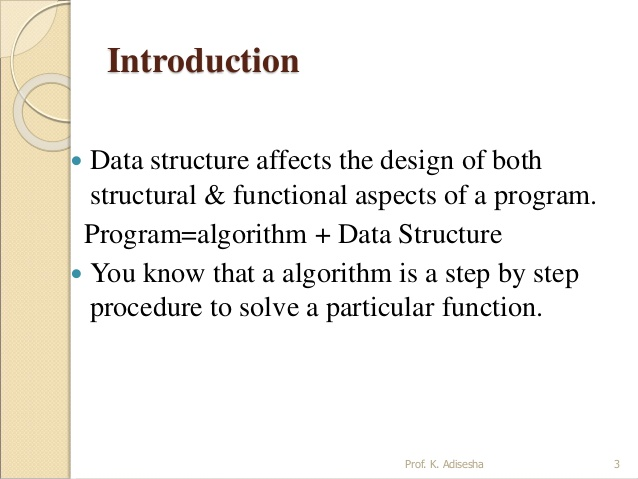 Introduction
• Data structure affects the design of both
structural & functional aspects of a program.
Program=algorithm + Data Structure
• You know that a algorithm is a step by step
procedure to solve a particular function.
Prof. K. Adisesha 3